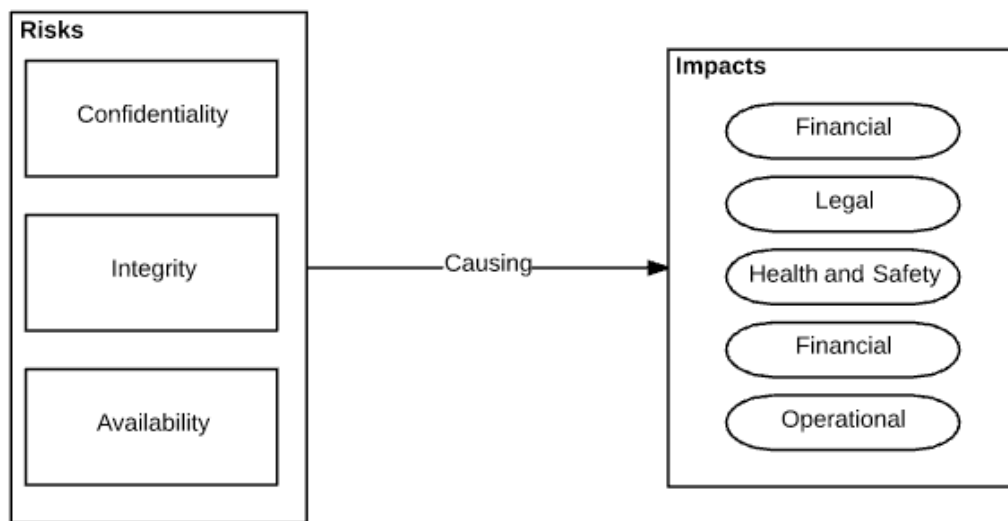 Risks
Confidentiality
Integrity
Availability
Causing
Impacts
Financial
Legal
Health and Safety
Financial
Operational